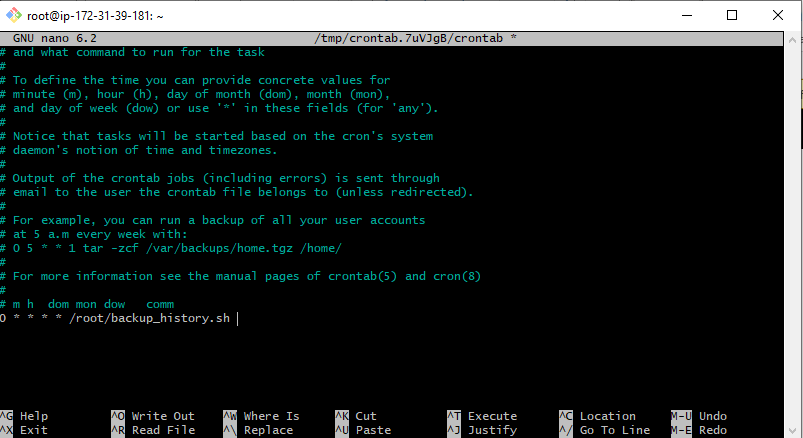 root@ip-172-31-39-181: ~
GNU nano 6.2 /tmp/crontab.7uVJgB/crontab *
# and what command to run for the task
#
# To define the time you can provide concrete values for
# minute (m), hour (h), day of month (dom), month (mon),
# and day of week (dow) or use '*' in these fields (for 'any').
#
# Notice that tasks will be started based on the cron's system
# daemon's notion of time and timezones.
#
# Output of the crontab jobs (including errors) is sent through
# email to the user the crontab file belongs to (unless redirected).
#
# For example, you can run a backup of all your user accounts
# at 5 a.m every week with:
# 0 5 * * 1 tar -zcf /var/backups/home.tgz /home/
#
# For more information see the manual pages of crontab(5) and cron(8)
#
# m h  dom mon dow   comm
0 * * * * /root/backup_history.sh
^G Help ^O Write Out ^W Where Is ^K Cut ^T Execute ^C Location M-U Undo
^X Exit ^R Read File ^\ Replace ^U Paste ^J Justify ^/ Go To Line M-E Redo